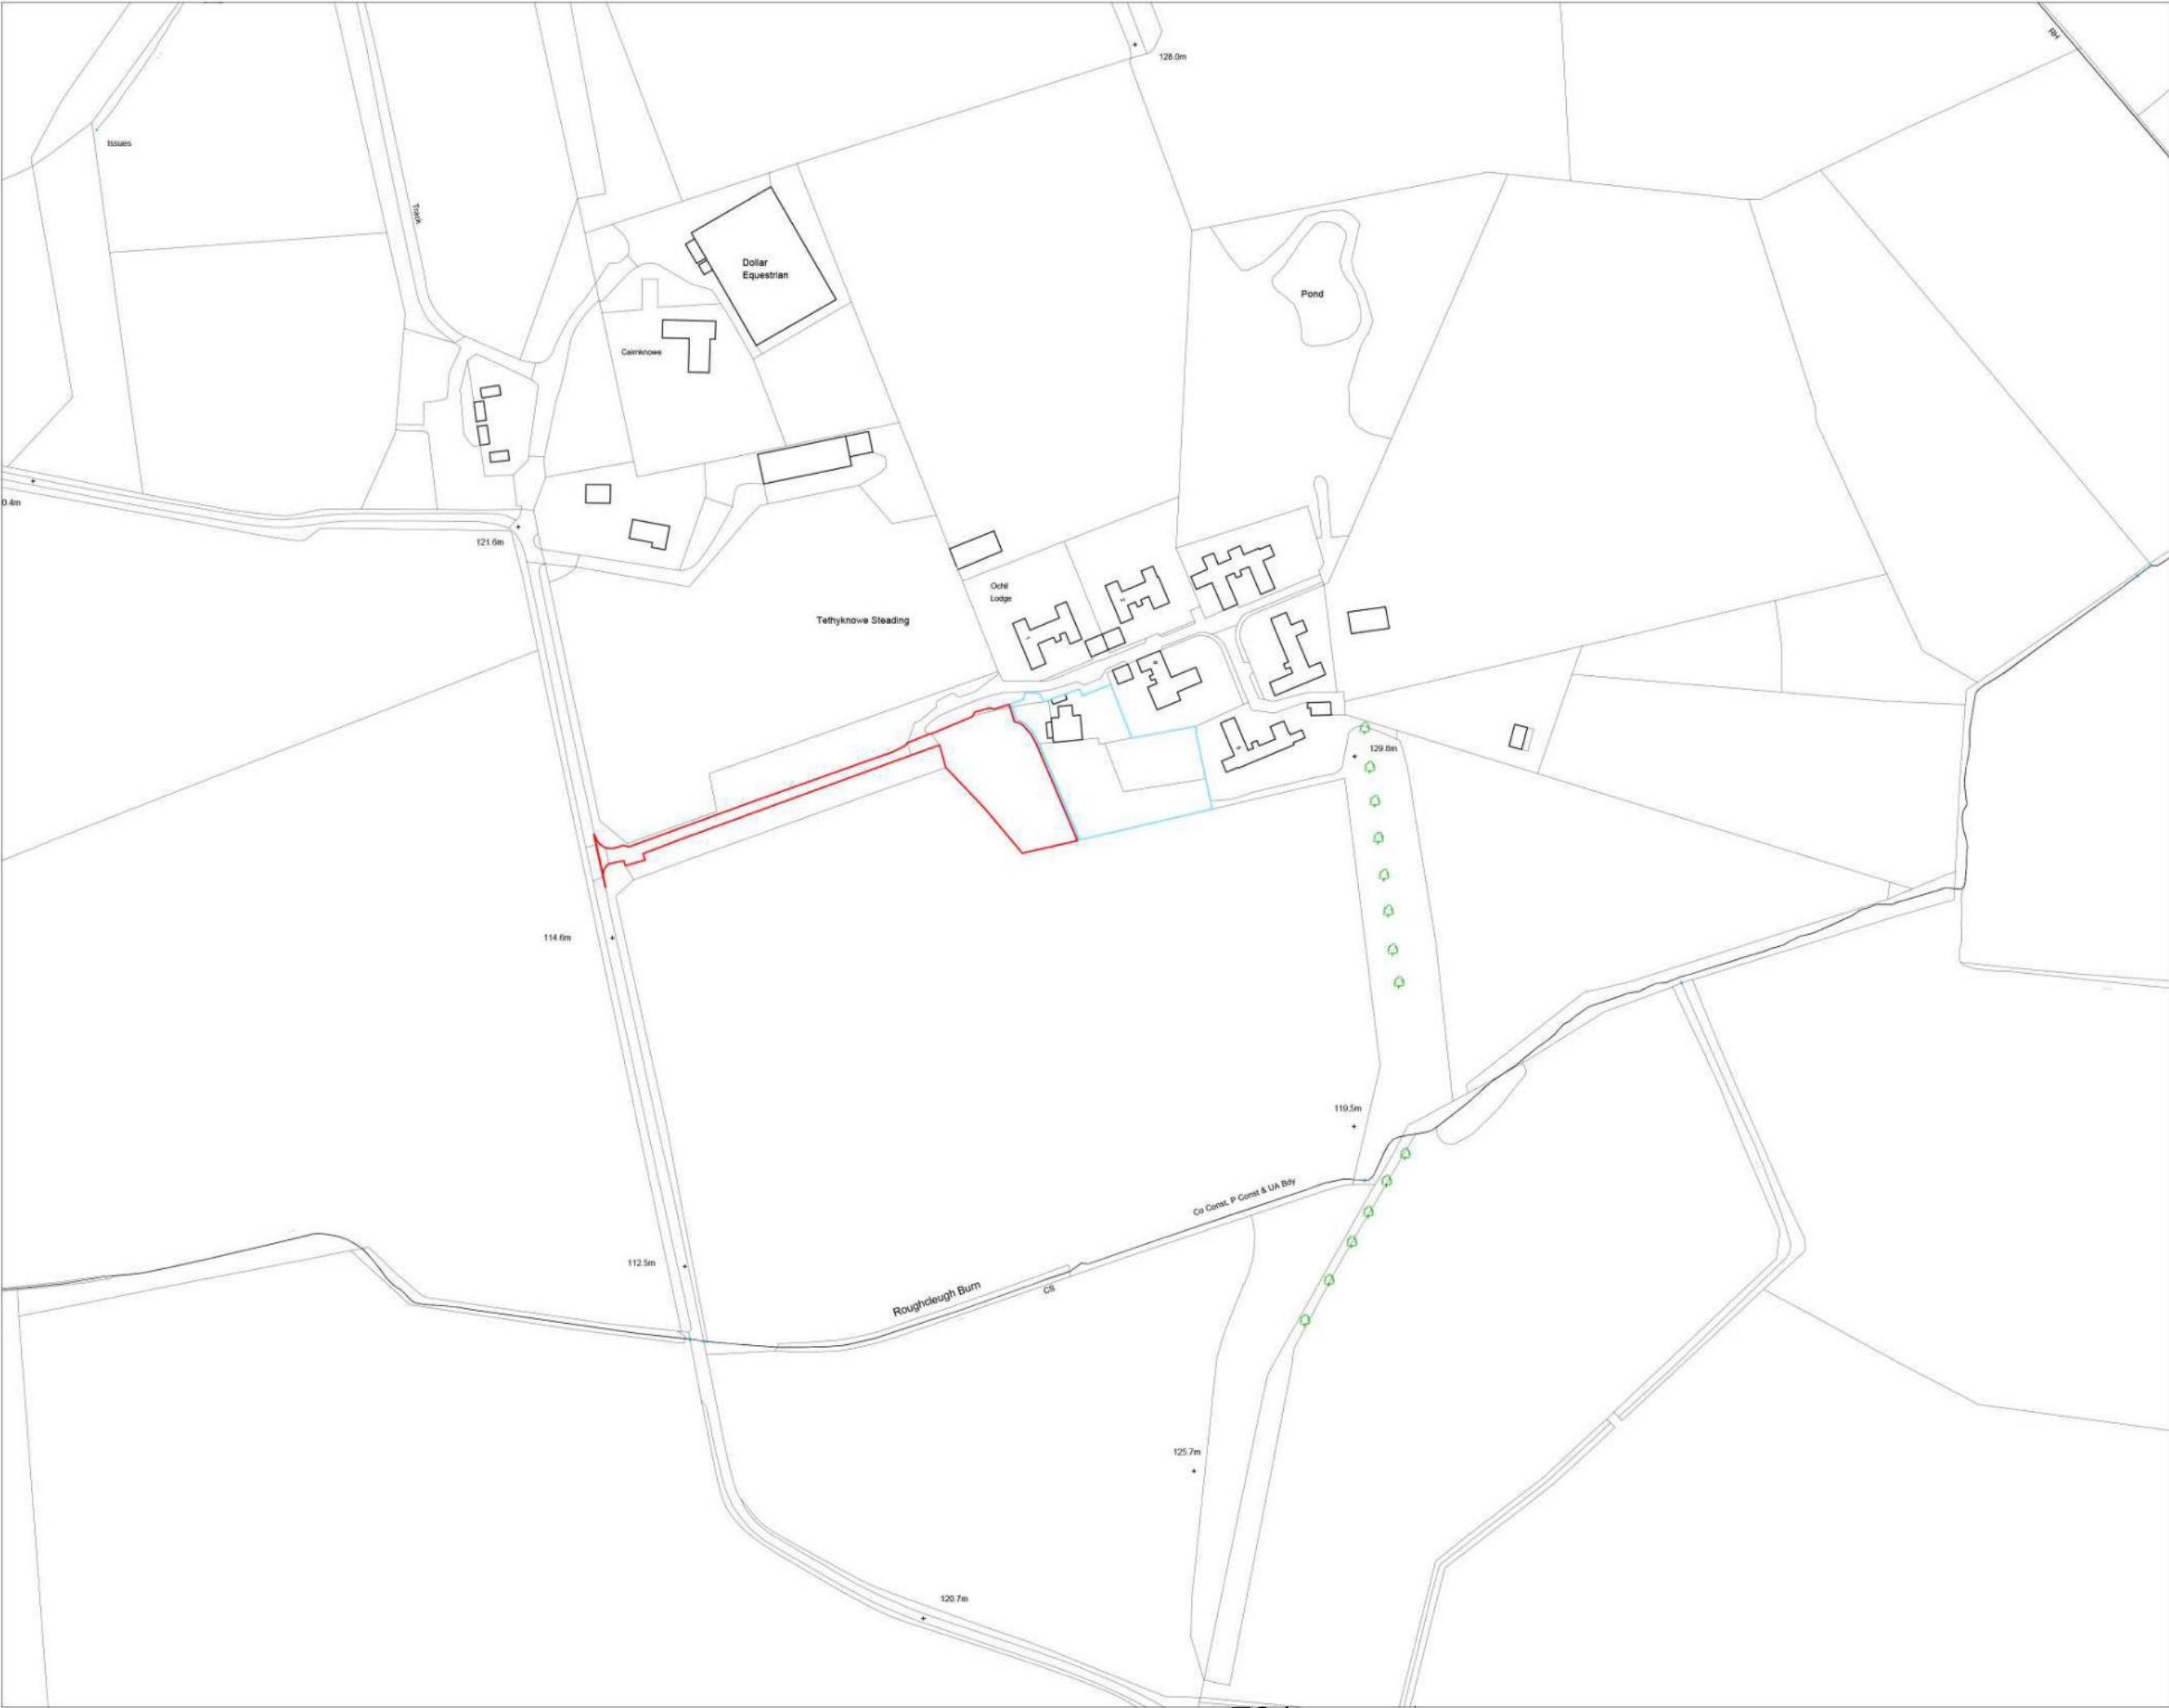 128.0m
RH
Issues
Track
Dollar
Equestrian
Pond
Cairnknowe
0.4m
121.6m
Ochil
Lodge
Tethyknowe Steading
129.8m
114.6m
119.5m
Co Const, P Const & UA Bdy
112.5m
Roughcleugh Burn
CS
125.7m
120.7m